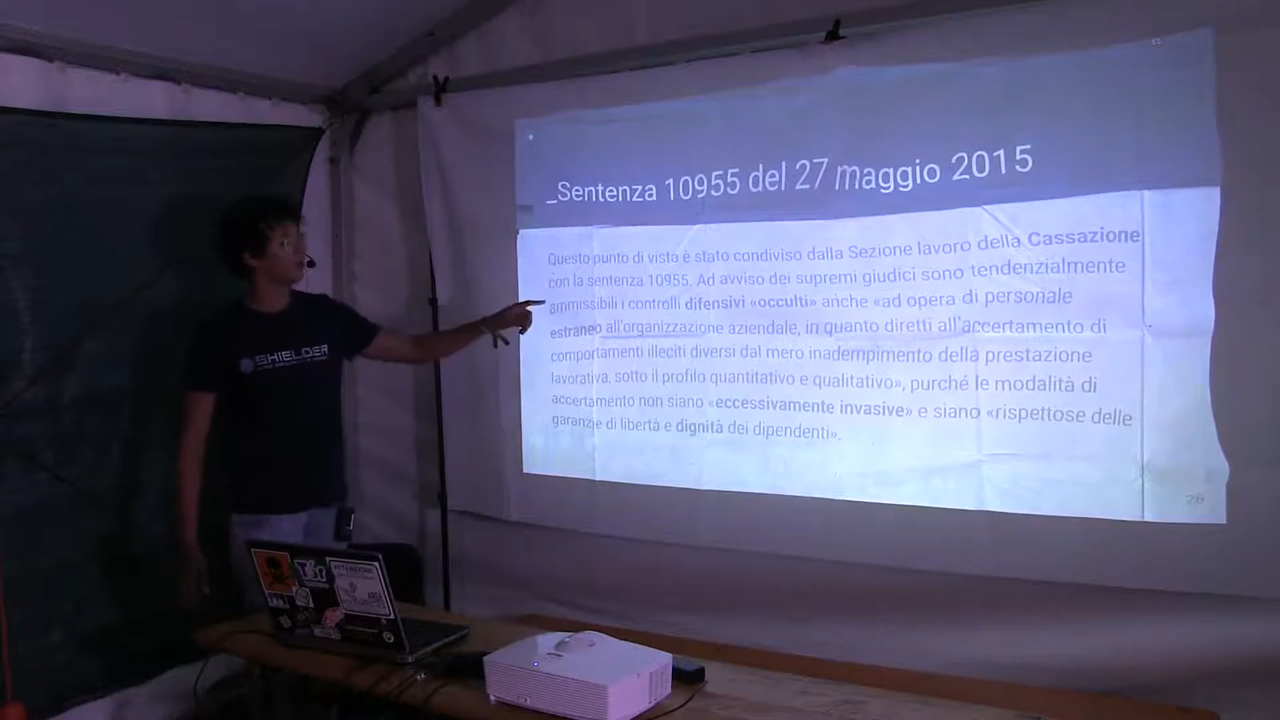 _Sentenza 10955 del 27 maggio 2015
Questo punto di vista è stato condiviso dalla Sezione lavoro della Cassazione
con la sentenza 10955. Ad avviso dei supremi giudici sono tendenzialmente
ammissibili i controlli difensivi «occulti» anche «ad opera di personale
estraneo all'organizzazione aziendale, in quanto diretti all'accertamento di
comportamenti illeciti diversi dal mero inadempimento della prestazione
lavorativa, sotto il profilo quantitativo e qualitativo», purché le modalità di
accertamento non siano «eccessivamente invasive» e siano «rispettose delle
garanzie di libertà e dignità dei dipendenti».
26
SHIELDER
Tor
ATTENZIONE
AREA